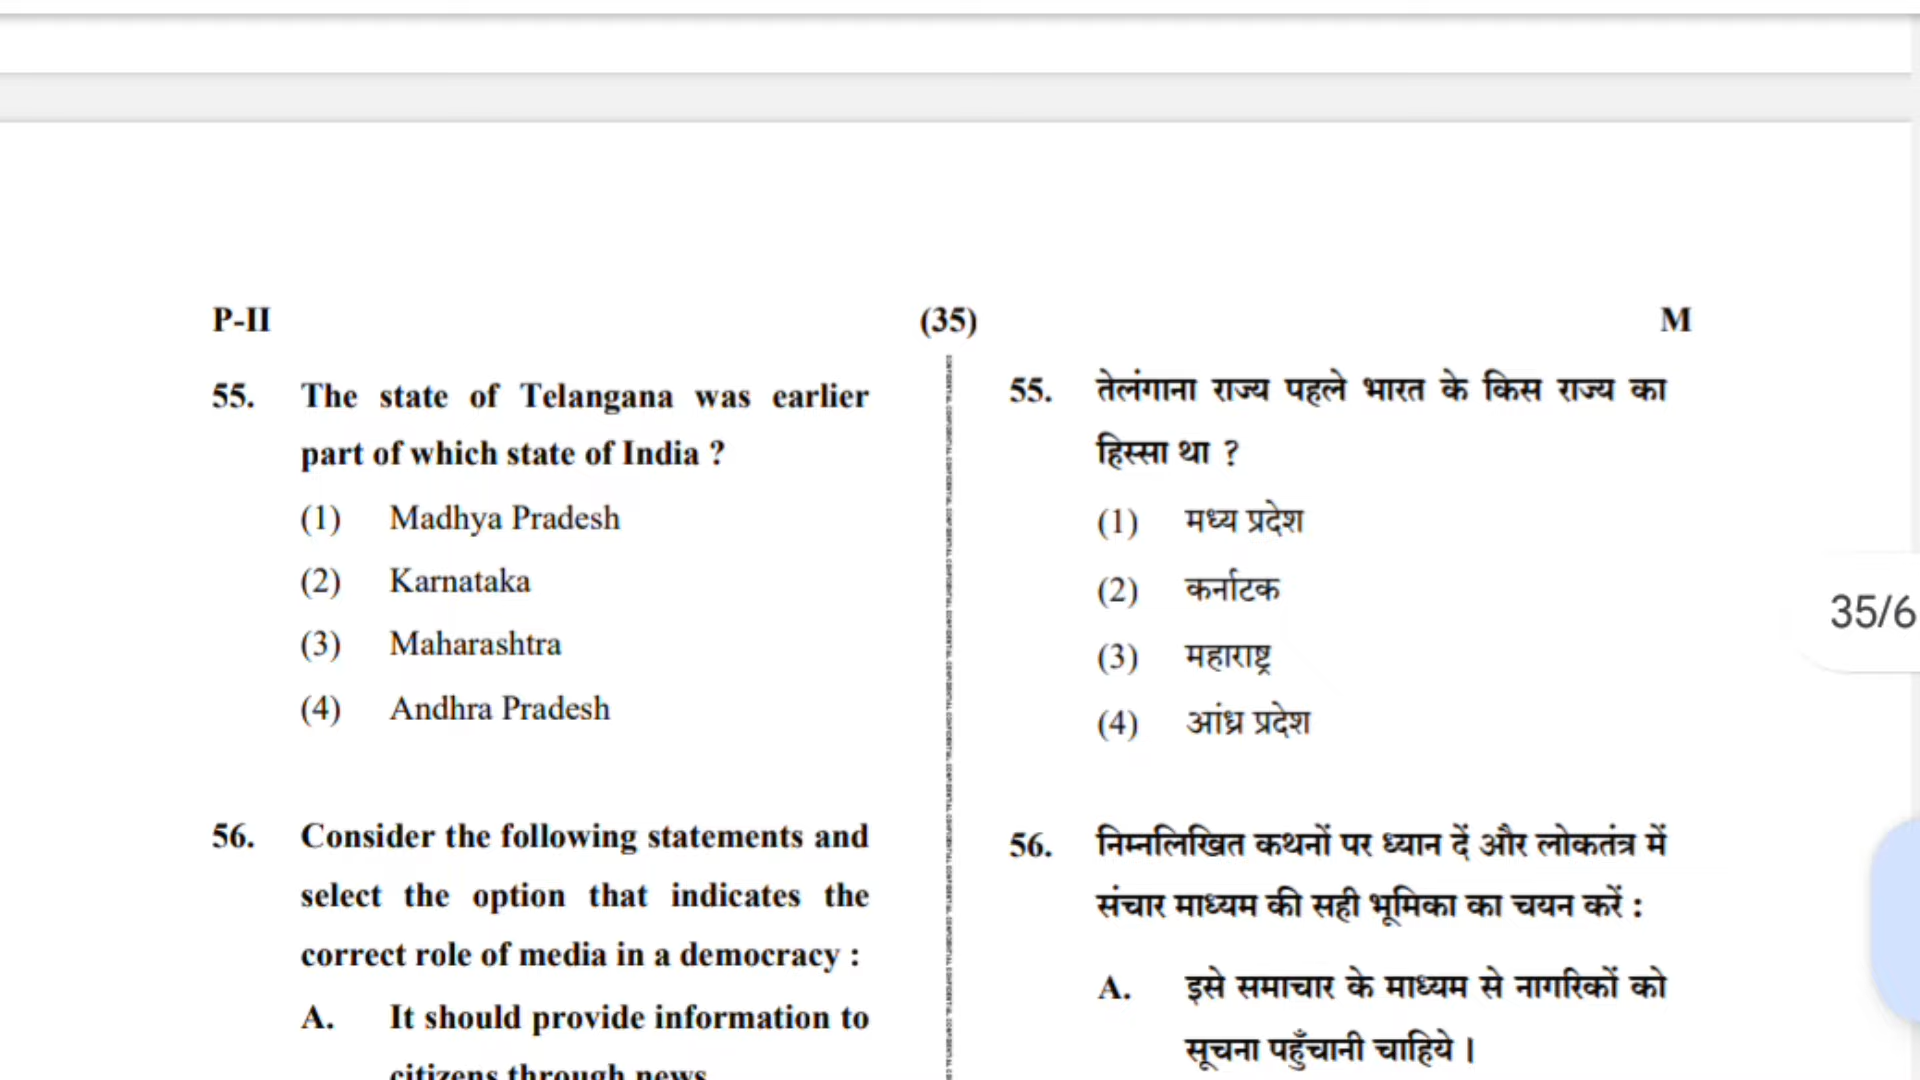 P-II
(35)
M
55. The state of Telangana was earlier
part of which state of India ?
(1) Madhya Pradesh
(2) Karnataka
(3) Maharashtra
(4) Andhra Pradesh
56. Consider the following statements and
select the option that indicates the
correct role of media in a democracy :
A. It should provide information to
citizens through news
55. तेलंगाना राज्य पहले भारत के किस राज्य का
हिस्सा था ?
(1) मध्य प्रदेश
(2) कर्नाटक
(3) महाराष्ट्र
(4) आंध्र प्रदेश
56. निम्नलिखित कथनों पर ध्यान दें और लोकतंत्र में
संचार माध्यम की सही भूमिका का चयन करें :
A. इसे समाचार के माध्यम से नागरिकों को
सूचना पहुँचानी चाहिये ।
35/6